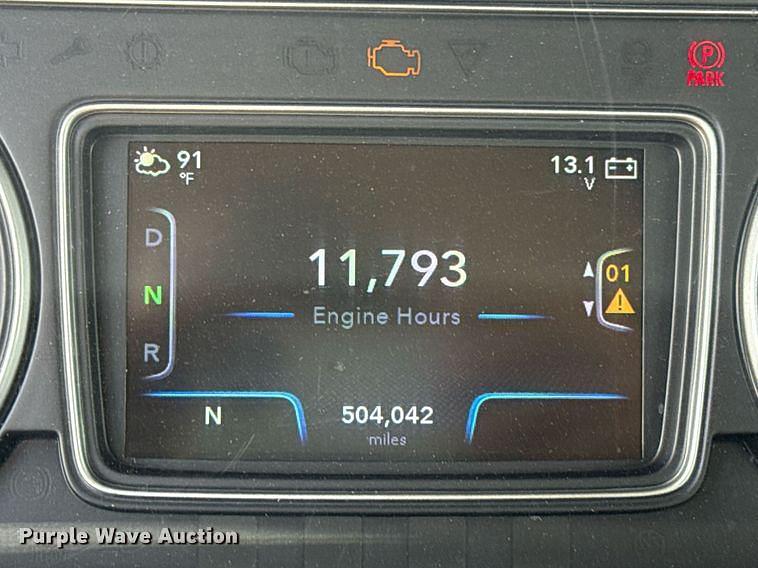 PARK
91
°F
13.1
V
D
N
R
11,793
Engine Hours
01
N
504,042
miles
Purple Wave Auction